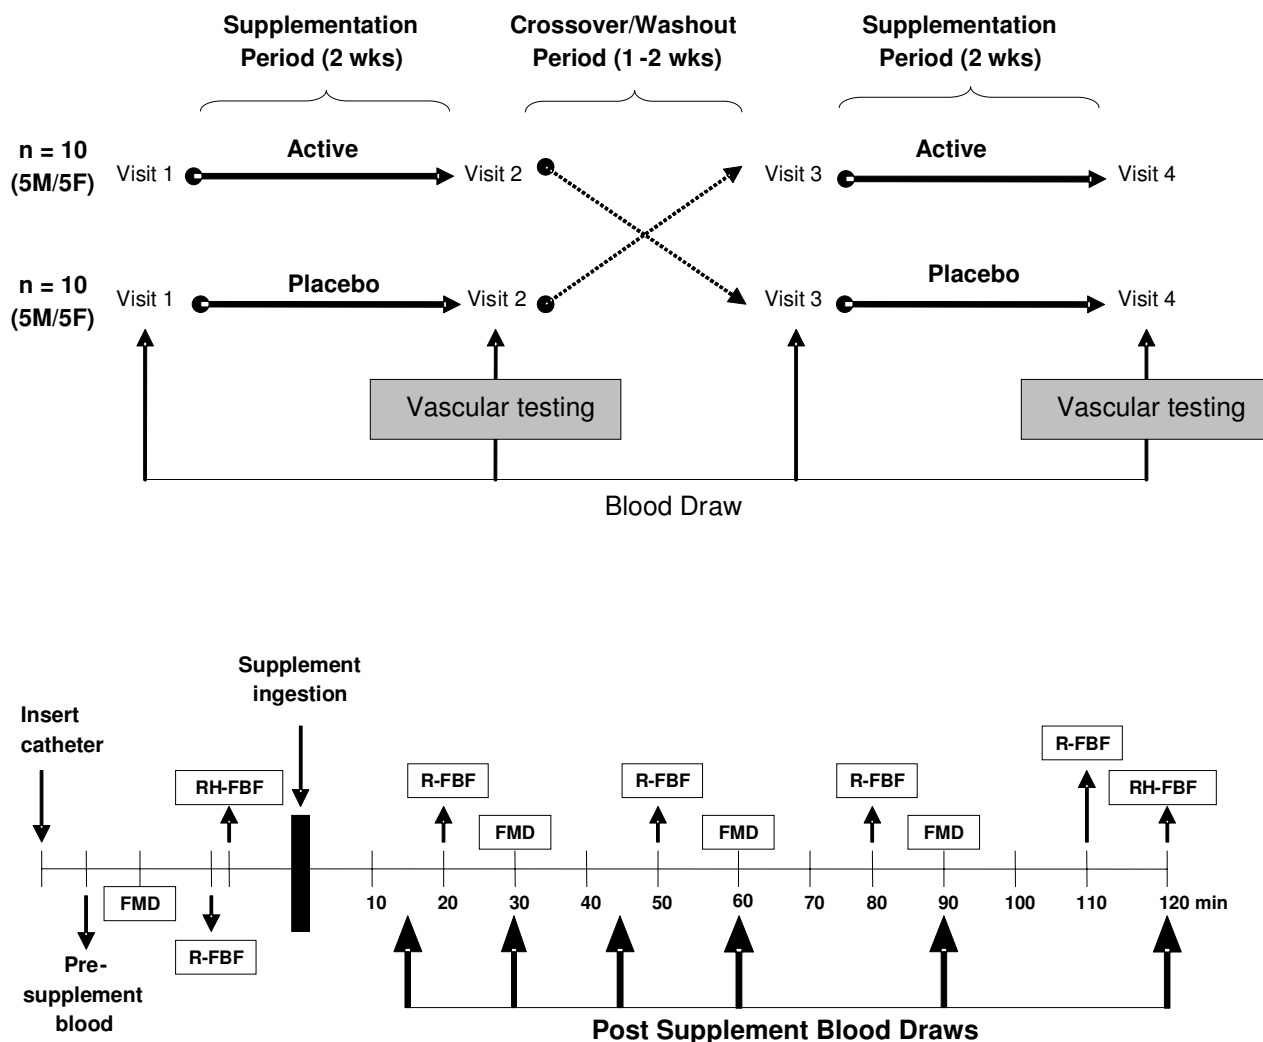 Supplementation
Period (2 wks)
Crossover/Washout
Period (1 -2 wks)
Supplementation
Period (2 wks)
n = 10
(5M/5F)
Visit 1
Active
Visit 2
Visit 3
Active
Visit 4
n = 10
(5M/5F)
Visit 1
Placebo
Visit 2
Visit 3
Placebo
Visit 4
Vascular testing
Vascular testing
Blood Draw
Supplement
ingestion
Insert
catheter
RH-FBF
R-FBF
R-FBF
R-FBF
R-FBF
RH-FBF
FMD
FMD
FMD
FMD
R-FBF
10 20 30 40 50 60 70 80 90 100 110 120 min
Pre-
supplement
blood
Post Supplement Blood Draws